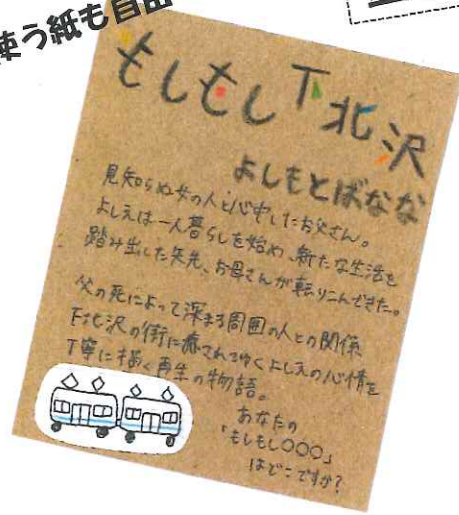 使う紙も自由
もしもし下北沢
よしもとばなな
見知らぬ女の人と心中したお父さん。
よしえは一人暮らしを始め、新たな生活を
踏み出した矢先、お母さんが転がりこんできた。
父の死によって深まる周囲の人との関係
下北沢の街に癒されてゆくよしえの心情を
丁寧に描く再生の物語。
あなたの
「もしもし〇〇〇」
はどこですか?